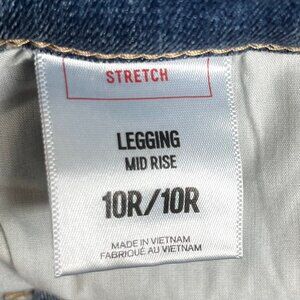 STRETCH
LEGGING
MID RISE
10R/10R
MADE IN VIETNAM
FABRIQUÉ AU VIETNAM